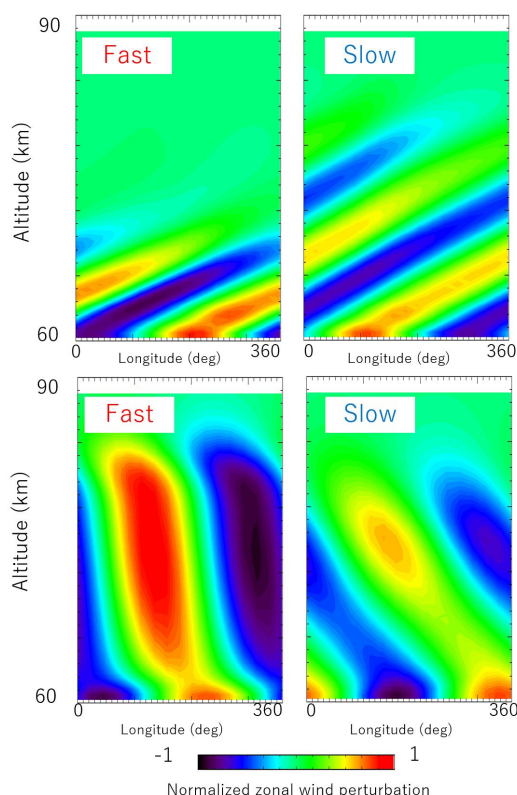 90
Fast
Slow
Altitude (km)
60
0
360
0
360
Longitude (deg)
Longitude (deg)
90
Fast
Slow
Altitude (km)
60
0
360
0
360
Longitude (deg)
Longitude (deg)
-1
1
Normalized zonal wind perturbation